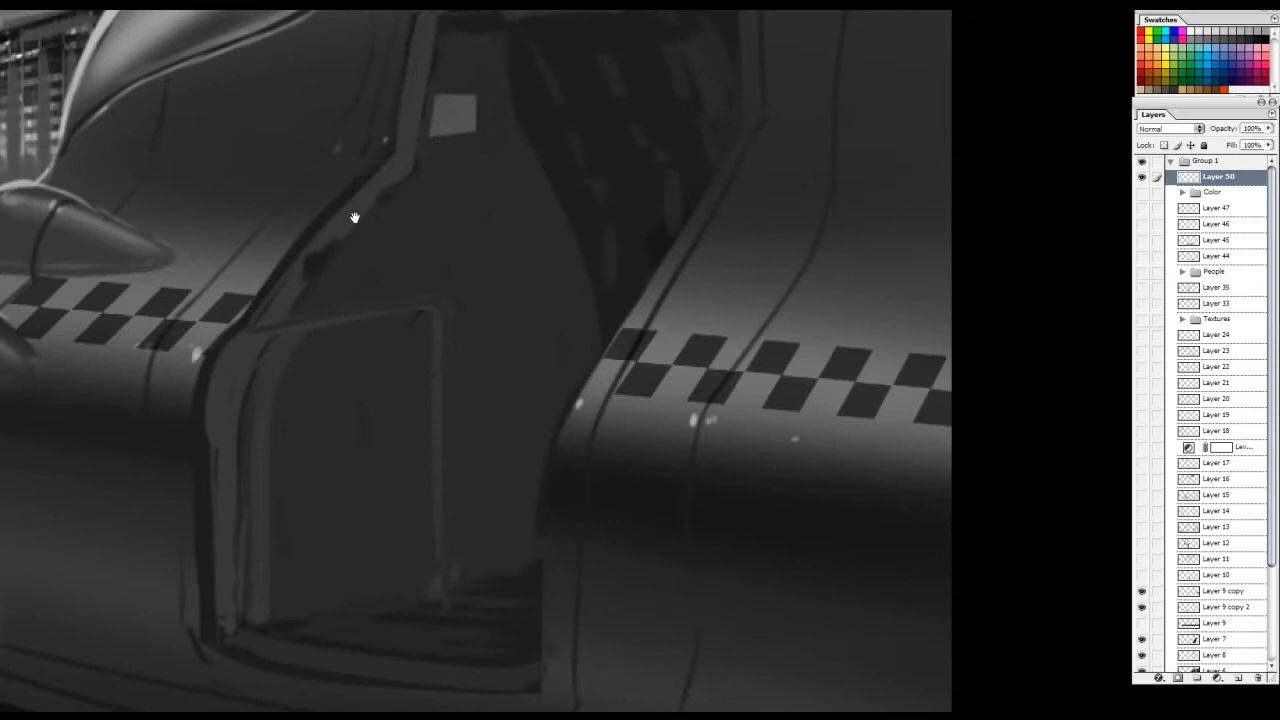 Swatches
Layers
Normal
Opacity: 100%
Lock:
Fill: 100%
Group 1
Layer 50
Color
Layer 47
Layer 46
Layer 45
Layer 44
People
Layer 35
Layer 33
Textures
Layer 24
Layer 23
Layer 22
Layer 21
Layer 20
Layer 19
Layer 18
Lev...
Layer 17
Layer 16
Layer 15
Layer 14
Layer 13
Layer 12
Layer 11
Layer 10
Layer 9 copy
Layer 9 copy 2
Layer 9
Layer 7
Layer 8
Layer 6